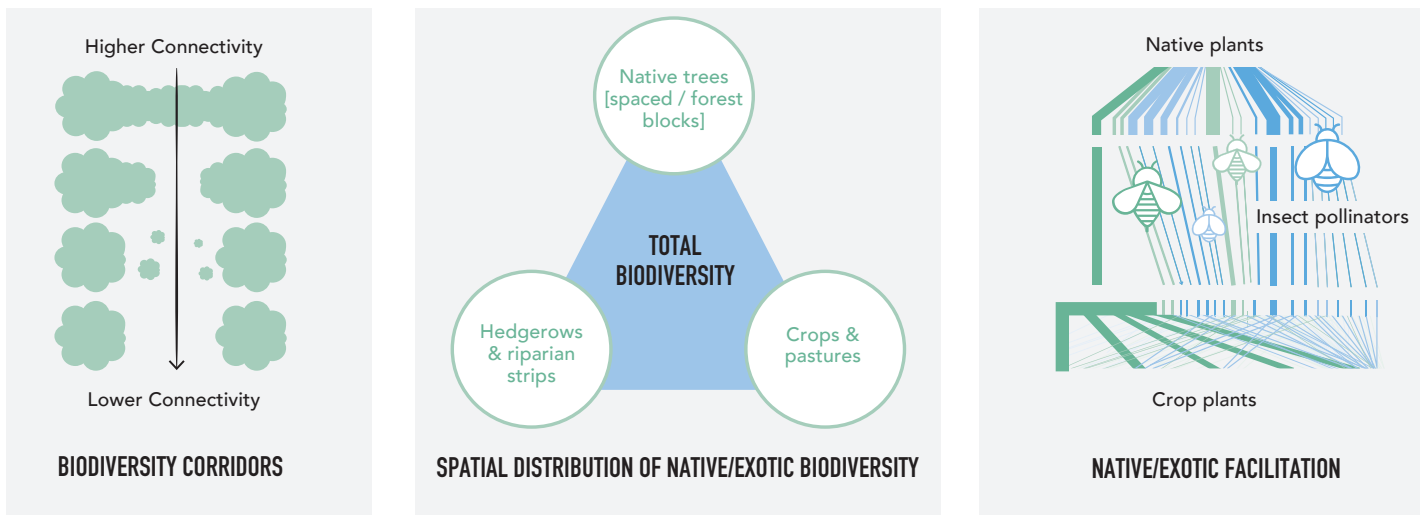 Higher Connectivity
Lower Connectivity
BIODIVERSITY CORRIDORS
Native trees
[spaced / forest
blocks]
TOTAL
BIODIVERSITY
Hedgerows
& riparian
strips
Crops &
pastures
SPATIAL DISTRIBUTION OF NATIVE/EXOTIC BIODIVERSITY
Native plants
Insect pollinators
Crop plants
NATIVE/EXOTIC FACILITATION